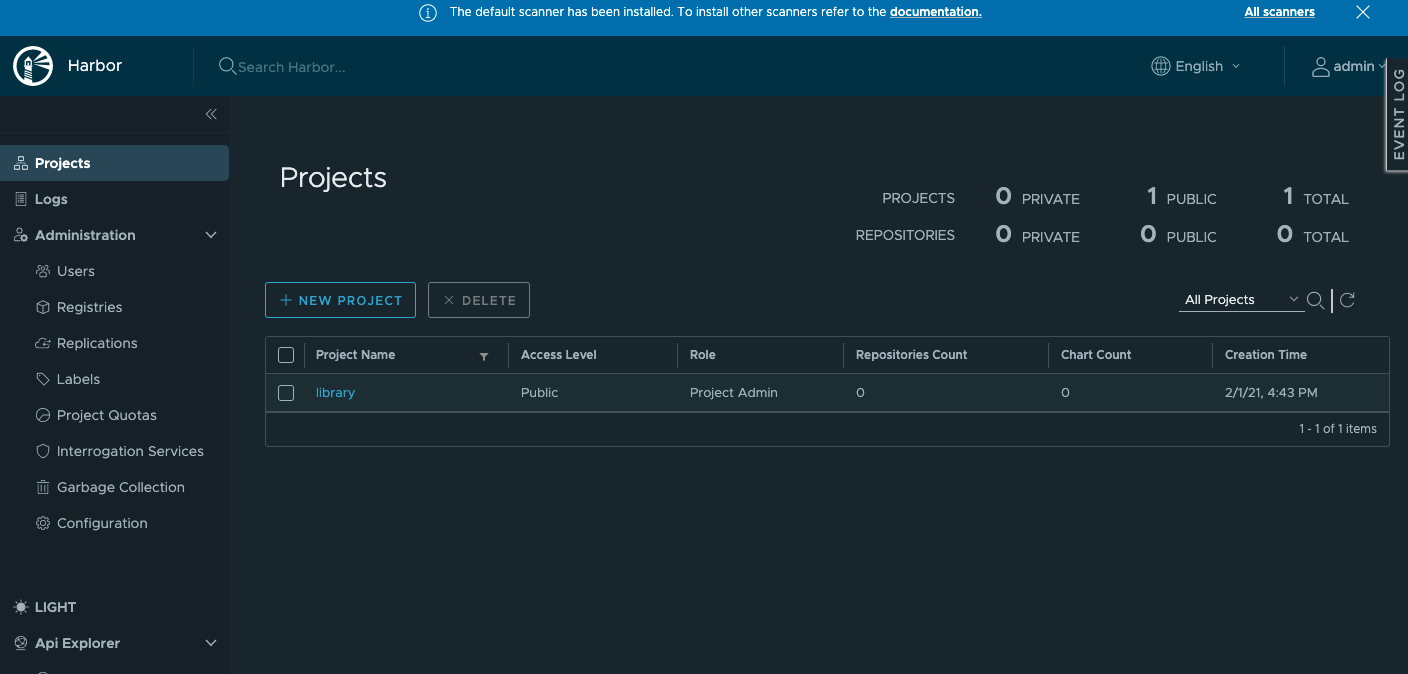 The default scanner has been installed. To install other scanners refer to the documentation. All scanners
Harbor
Search Harbor...
English
admin
EVENT LOG
Projects
Logs
Administration
Users
Registries
Replications
Labels
Project Quotas
Interrogation Services
Garbage Collection
Configuration
LIGHT
Api Explorer
Projects
PROJECTS 0 PRIVATE 1 PUBLIC 1 TOTAL
REPOSITORIES 0 PRIVATE 0 PUBLIC 0 TOTAL
NEW PROJECT DELETE
All Projects
Project Name Access Level Role Repositories Count Chart Count Creation Time
library Public Project Admin 0 0 2/1/21, 4:43 PM
1 - 1 of 1 items